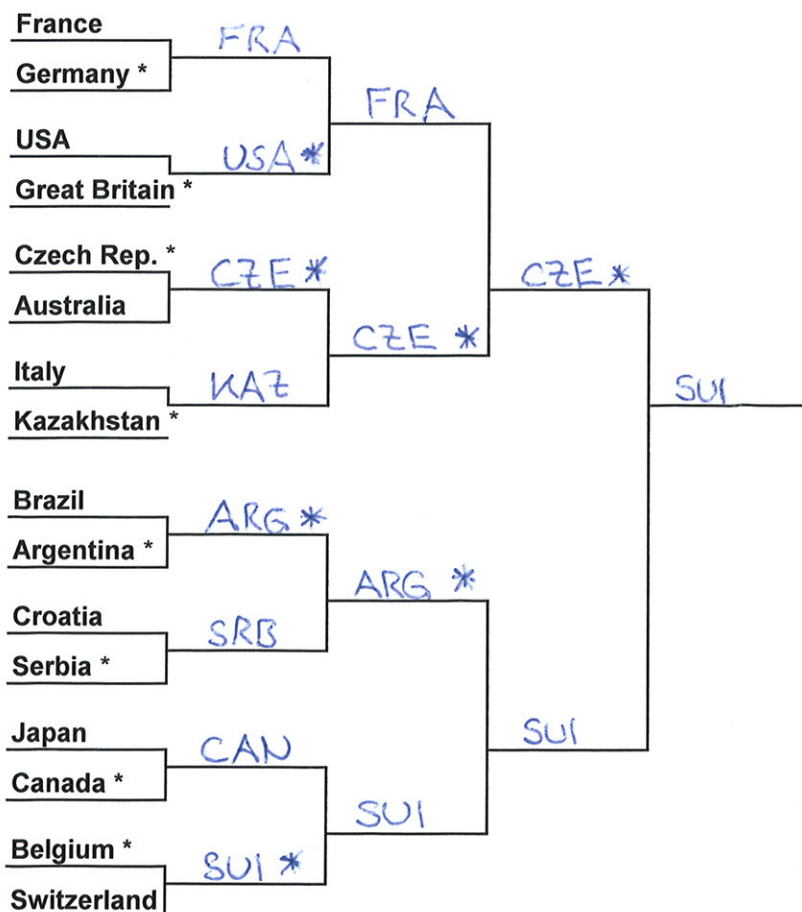 France
FRA
Germany *
FRA
USA
USA *
Great Britain *
Czech Rep. *
CZE *
CZE *
Australia
CZE *
Italy
KAZ
SUI
Kazakhstan *
Brazil
ARG *
Argentina *
ARG *
Croatia
SRB
Serbia *
Japan
CAN
SUI
Canada *
SUI
Belgium *
SUI *
Switzerland